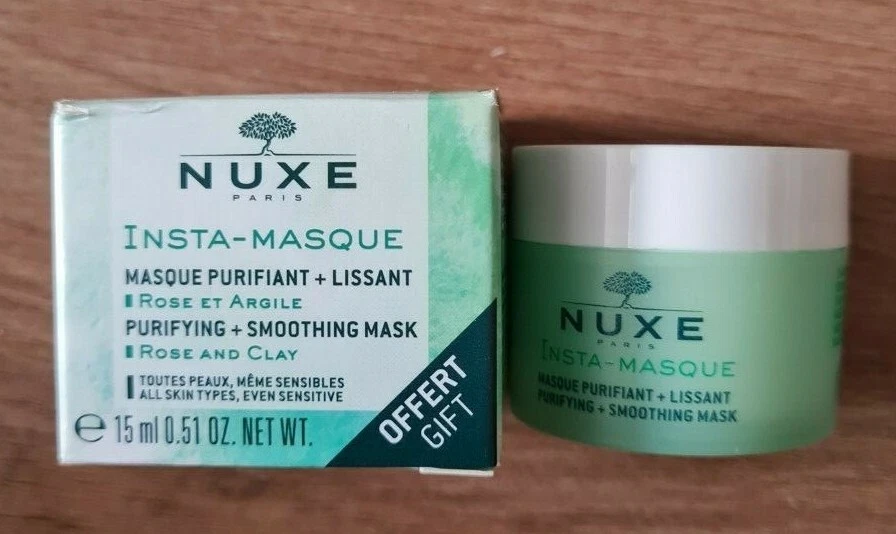 NUXE
PARIS
INSTA-MASQUE
MASQUE PURIFIANT + LISSANT
ROSE ET ARGILE
PURIFYING + SMOOTHING MASK
ROSE AND CLAY
TOUTES PEAUX, MÊME SENSIBLES
ALL SKIN TYPES, EVEN SENSITIVE
℮ 15 ml 0.51 OZ. NET WT.
OFFERT
GIFT
NUXE
PARIS
INSTA-MASQUE
MASQUE PURIFIANT + LISSANT
PURIFYING + SMOOTHING MASK